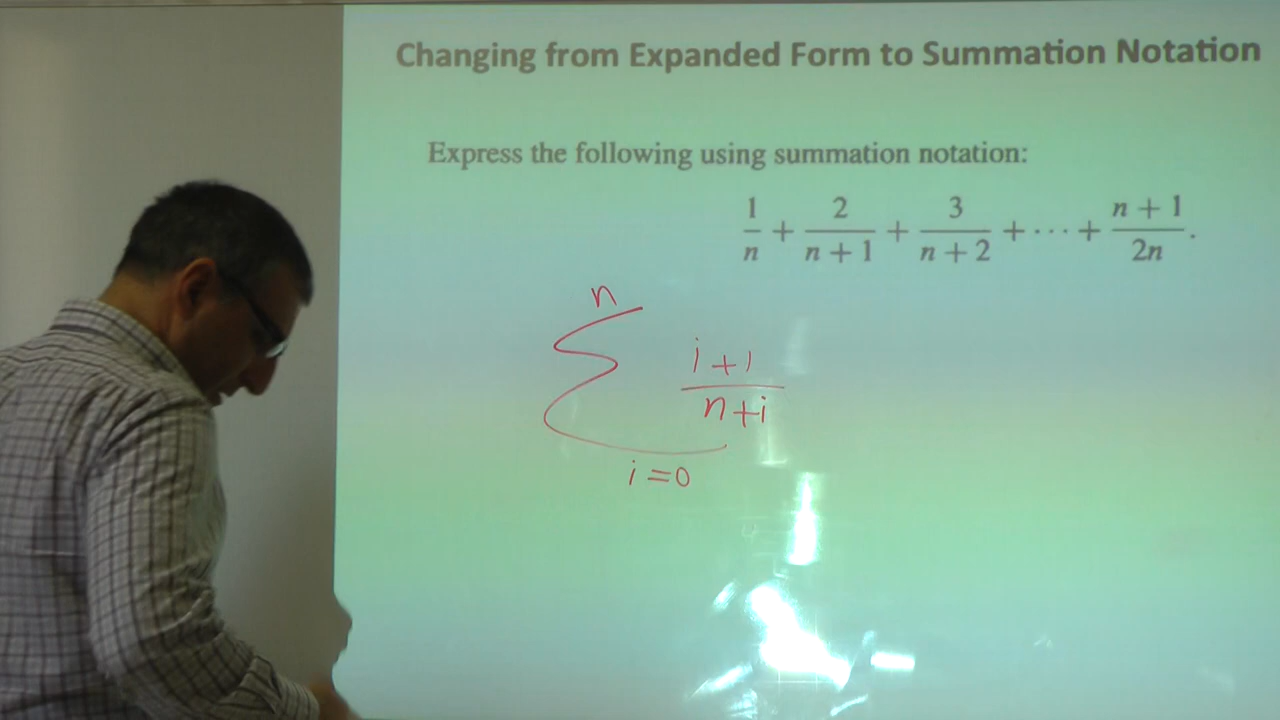 Changing from Expanded Form to Summation Notation
Express the following using summation notation:
1/n + 2/(n + 1) + 3/(n + 2) + ··· + (n + 1)/2n.
n
∑ (i+1)/(n+i)
i=0